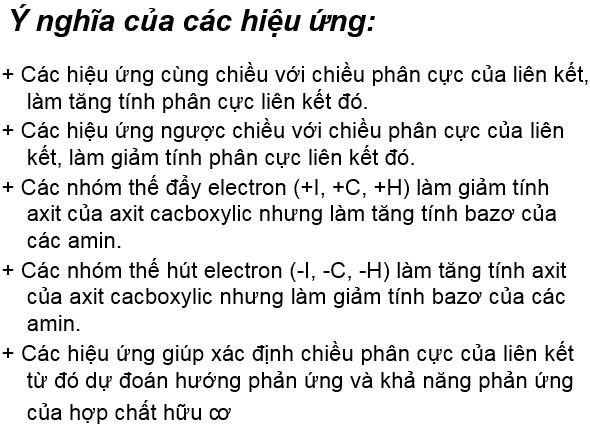 Ý nghĩa của các hiệu ứng:
+ Các hiệu ứng cùng chiều với chiều phân cực của liên kết,
làm tăng tính phân cực liên kết đó.
+ Các hiệu ứng ngược chiều với chiều phân cực của liên
kết, làm giảm tính phân cực liên kết đó.
+ Các nhóm thế đẩy electron (+I, +C, +H) làm giảm tính
axit của axit cacboxylic nhưng làm tăng tính bazơ của
các amin.
+ Các nhóm thế hút electron (-I, -C, -H) làm tăng tính axit
của axit cacboxylic nhưng làm giảm tính bazơ của các
amin.
+ Các hiệu ứng giúp xác định chiều phân cực của liên kết
từ đó dự đoán hướng phản ứng và khả năng phản ứng
của hợp chất hữu cơ